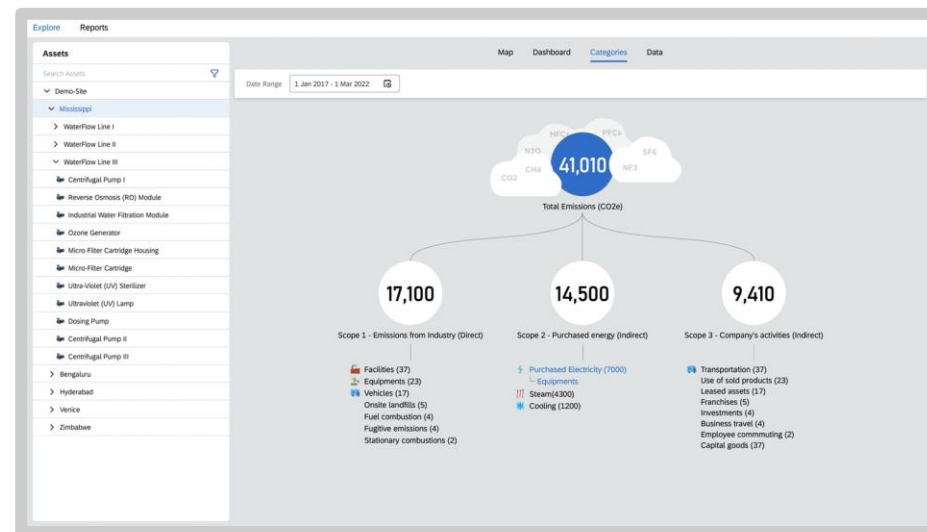 Explore Reports
Assets
Search Assets
Demo-Site
Mississippi
WaterFlow Line I
WaterFlow Line II
WaterFlow Line III
Centrifugal Pump I
Reverse Osmosis (RO) Module
Industrial Water Filtration Module
Ozone Generator
Micro-Filter Cartridge Housing
Micro-Filter Cartridge
Ultra-Violet (UV) Sterilizer
Ultraviolet (UV) Lamp
Dosing Pump
Centrifugal Pump II
Centrifugal Pump III
Bengaluru
Hyderabad
Venice
Zimbabwe
Map Dashboard Categories Data
Date Range 1 Jan 2017 - 1 Mar 2022
HFCs PFCs
N2O SF6
CO2 CH4 41,010 NF3
Total Emissions (CO2e)
17,100
Scope 1 - Emissions from industry (Direct)
Facilities (37)
Equipments (23)
Vehicles (17)
Onsite landfills (5)
Fuel combustion (4)
Fugitive emissions (4)
Stationary combustions (2)
14,500
Scope 2 - Purchased energy (Indirect)
Purchased Electricity (7000)
Equipments
Steam(4300)
Cooling (1200)
9,410
Scope 3 - Company's activities (Indirect)
Transportation (37)
Use of sold products (23)
Leased assets (17)
Franchises (5)
Investments (4)
Business travel (4)
Employee commmuting (2)
Capital goods (37)